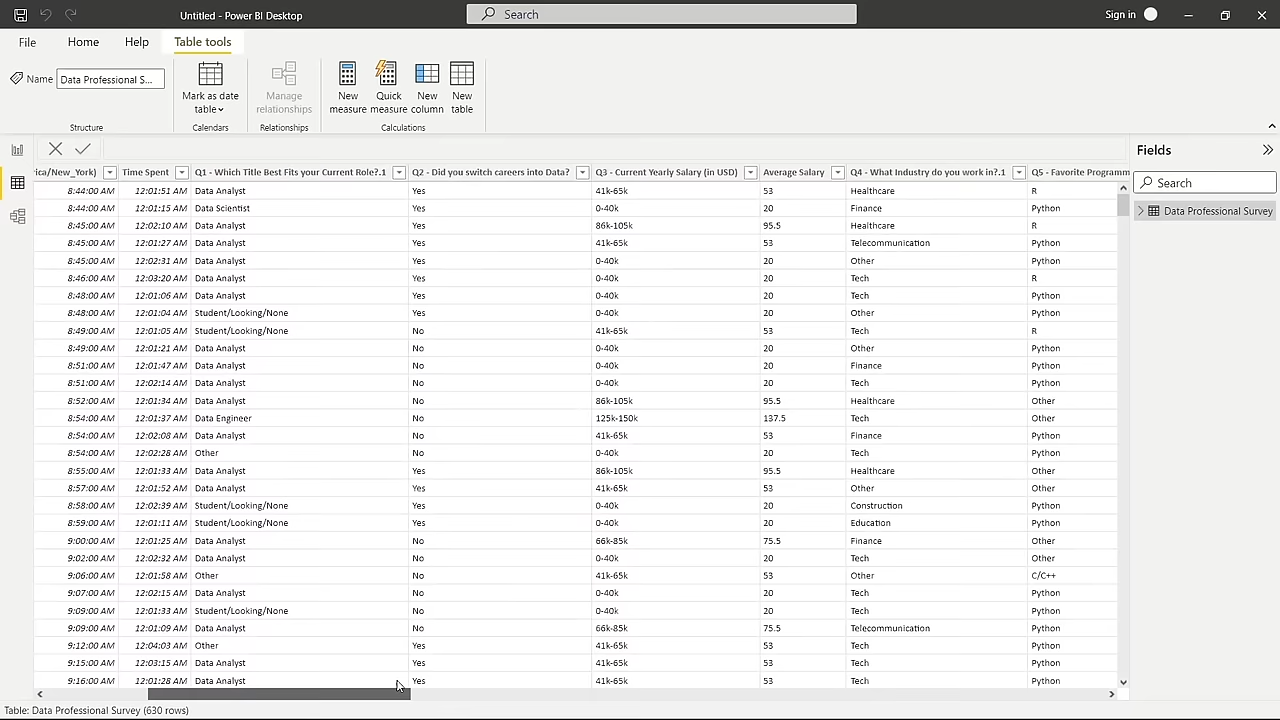 Untitled - Power BI Desktop
Search
Sign in
File
Home
Help
Table tools
Name
Data Professional S...
Mark as date table
Manage relationships
New measure
Quick measure
New column
New table
Structure
Calendars
Relationships
Calculations
Fields
Search
Data Professional Survey
ica/New_York) Time Spent Q1 - Which Title Best Fits your Current Role?.1 Q2 - Did you switch careers into Data? Q3 - Current Yearly Salary (in USD) Average Salary Q4 - What Industry do you work in?.1 Q5 - Favorite Programm
8:44:00 AM 12:01:51 AM Data Analyst Yes 41k-65k 53 Healthcare R
8:44:00 AM 12:01:15 AM Data Scientist Yes 0-40k 20 Finance Python
8:45:00 AM 12:02:10 AM Data Analyst Yes 86k-105k 95.5 Healthcare R
8:45:00 AM 12:01:27 AM Data Analyst Yes 41k-65k 53 Telecommunication Python
8:45:00 AM 12:02:31 AM Data Analyst Yes 0-40k 20 Other Python
8:46:00 AM 12:03:20 AM Data Analyst Yes 0-40k 20 Tech R
8:48:00 AM 12:01:06 AM Data Analyst Yes 0-40k 20 Tech Python
8:48:00 AM 12:01:04 AM Student/Looking/None Yes 0-40k 20 Other Python
8:49:00 AM 12:01:05 AM Student/Looking/None No 41k-65k 53 Tech R
8:49:00 AM 12:01:21 AM Data Analyst No 0-40k 20 Other Python
8:51:00 AM 12:01:47 AM Data Analyst No 0-40k 20 Finance Python
8:51:00 AM 12:02:14 AM Data Analyst No 0-40k 20 Tech Python
8:52:00 AM 12:01:34 AM Data Analyst No 86k-105k 95.5 Healthcare Other
8:54:00 AM 12:01:37 AM Data Engineer No 125k-150k 137.5 Tech Other
8:54:00 AM 12:02:08 AM Data Analyst No 41k-65k 53 Finance Python
8:54:00 AM 12:02:28 AM Other No 0-40k 20 Tech Python
8:55:00 AM 12:01:33 AM Data Analyst Yes 86k-105k 95.5 Healthcare Other
8:57:00 AM 12:01:52 AM Data Analyst Yes 41k-65k 53 Other Other
8:58:00 AM 12:02:39 AM Student/Looking/None Yes 0-40k 20 Construction Python
8:59:00 AM 12:01:11 AM Student/Looking/None Yes 0-40k 20 Education Python
9:00:00 AM 12:01:25 AM Data Analyst No 66k-85k 75.5 Finance Other
9:02:00 AM 12:02:32 AM Data Analyst No 0-40k 20 Tech Other
9:06:00 AM 12:01:58 AM Other No 41k-65k 53 Other C/C++
9:07:00 AM 12:02:15 AM Data Analyst No 0-40k 20 Tech Python
9:09:00 AM 12:01:33 AM Student/Looking/None No 0-40k 20 Tech Python
9:09:00 AM 12:01:09 AM Data Analyst No 66k-85k 75.5 Telecommunication Python
9:12:00 AM 12:04:03 AM Other Yes 41k-65k 53 Tech Python
9:15:00 AM 12:03:15 AM Data Analyst Yes 41k-65k 53 Tech Python
9:16:00 AM 12:01:28 AM Data Analyst Yes 41k-65k 53 Tech Python
Table: Data Professional Survey (630 rows)